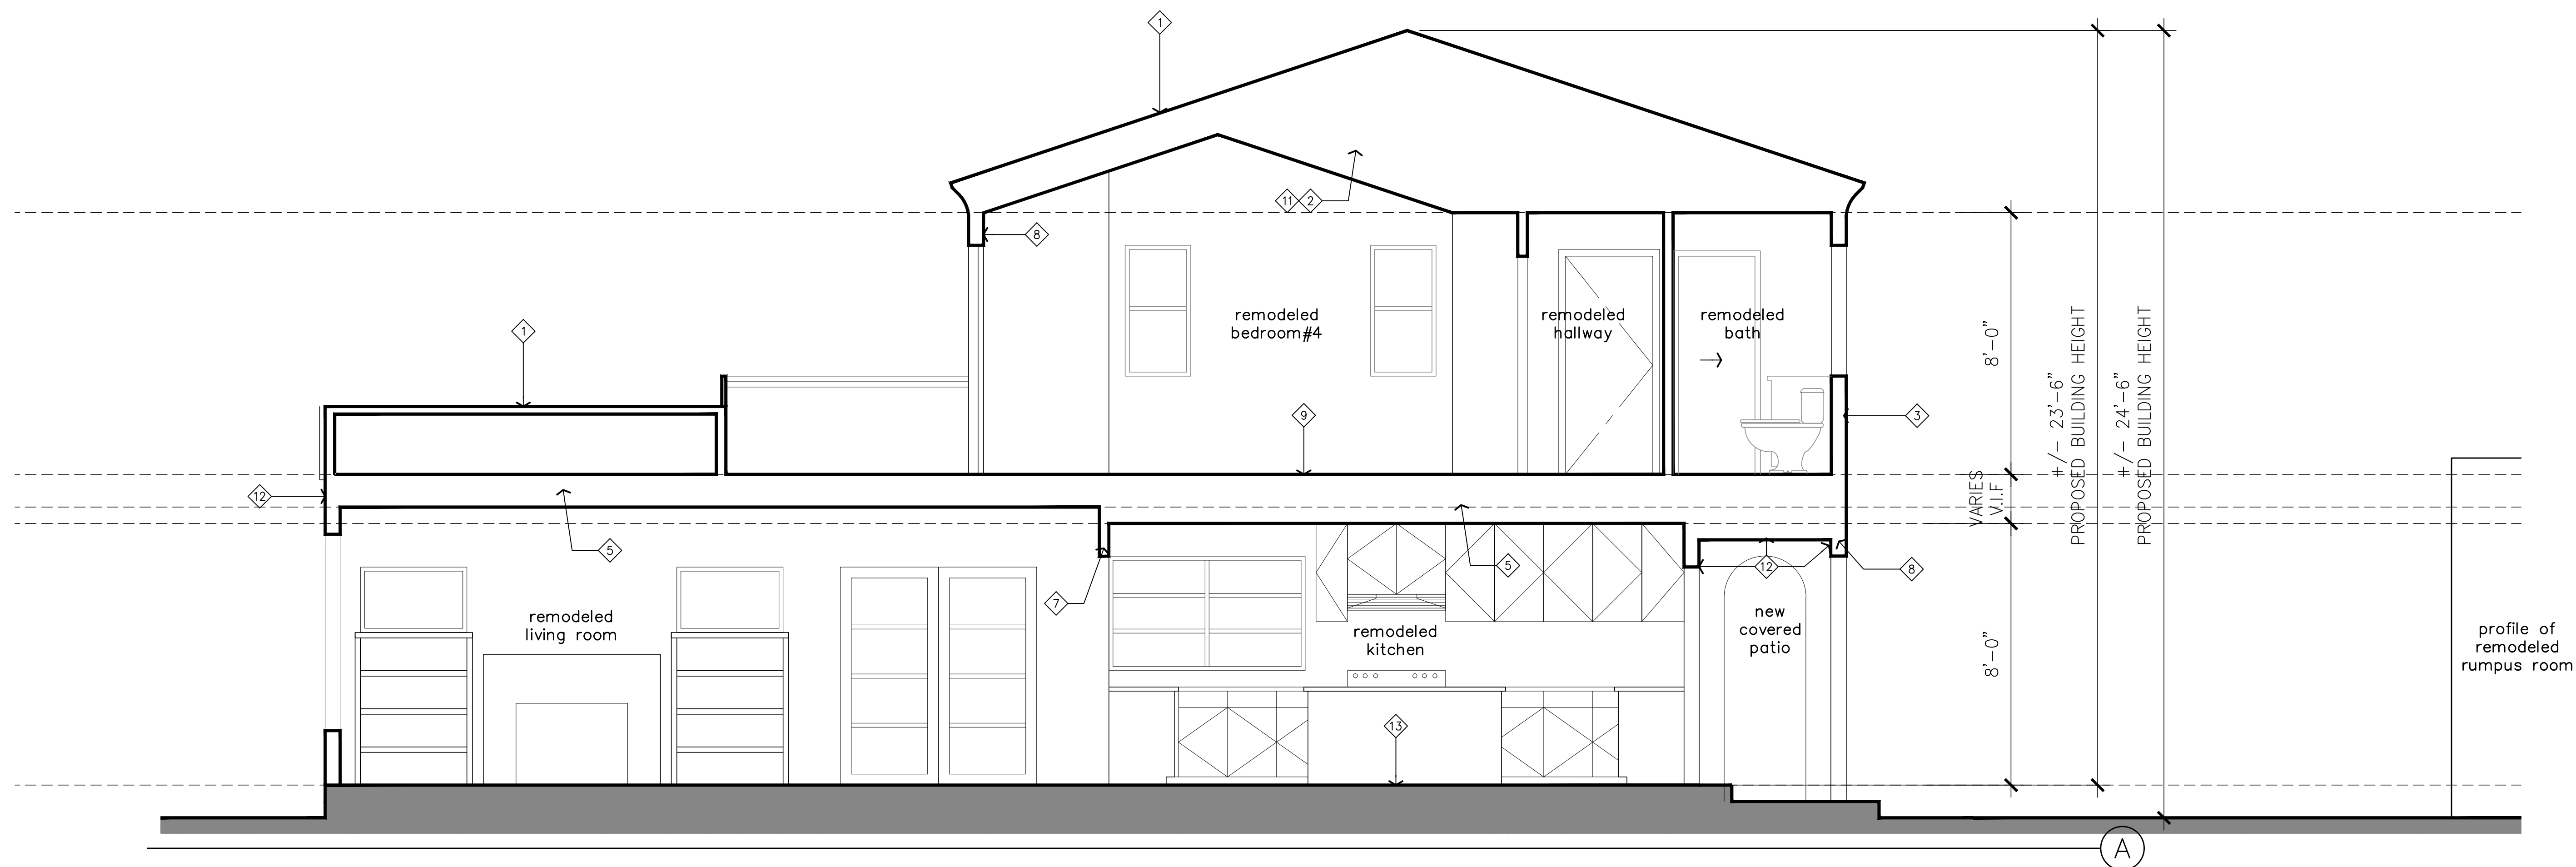 1
11
2
8
remodeled
bedroom#4
remodeled
hallway
remodeled
bath
1
9
3
8'-0"
+/- 23'-6"
PROPOSED BUILDING HEIGHT
+/- 24'-6"
PROPOSED BUILDING HEIGHT
12
VARIES
V.I.F
5
5
7
12
8
remodeled
living room
remodeled
kitchen
new
covered
patio
8'-0"
profile of
remodeled
rumpus room
13
A